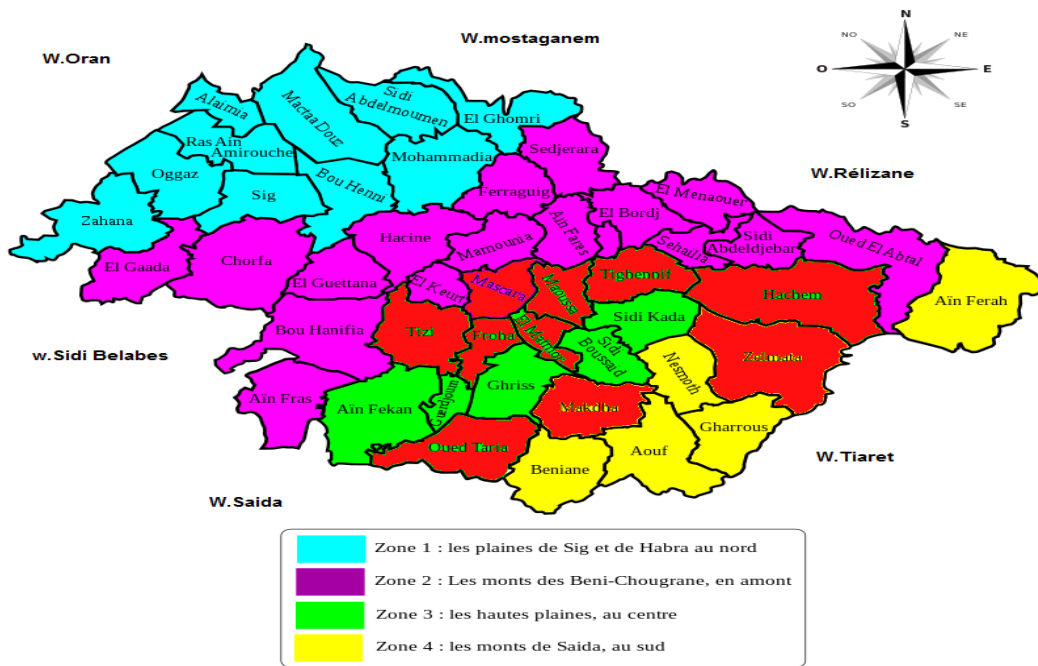 W.Oran
W.mostaganem
N
NO
NE
O
E
SO
SE
S
Alaimia
Mactaa Douz
Sidi
Abdelmoumen
El Ghomri
Ras Ain
Amirouche
Bou Henni
Mohammadia
Sedjerara
W.Rélizane
Oggaz
Sig
Zahana
Ferraguig
El Menaouer
El Bordj
Hacine
Mamounia
Ain Fares
Sehailia
Sidi
Abdeldjebar
Oued El Abtal
El Gaada
Chorfa
El Guettana
El Keurt
Mascara
Maoussa
Tighennif
Hachem
Aïn Ferah
Bou Hanifia
Tizi
Froha
El Mamor
Sidi Kada
w.Sidi Belabes
Sidi
Boussaid
Nesmoth
Zelmata
Aïn Fras
Aïn Fekan
Guerdjoum
Ghriss
Makdha
Gharrous
Oued Taria
Beniane
Aouf
W.Tiaret
W.Saida
Zone 1 : les plaines de Sig et de Habra au nord
Zone 2 : Les monts des Beni-Chougrane, en amont
Zone 3 : les hautes plaines, au centre
Zone 4 : les monts de Saida, au sud